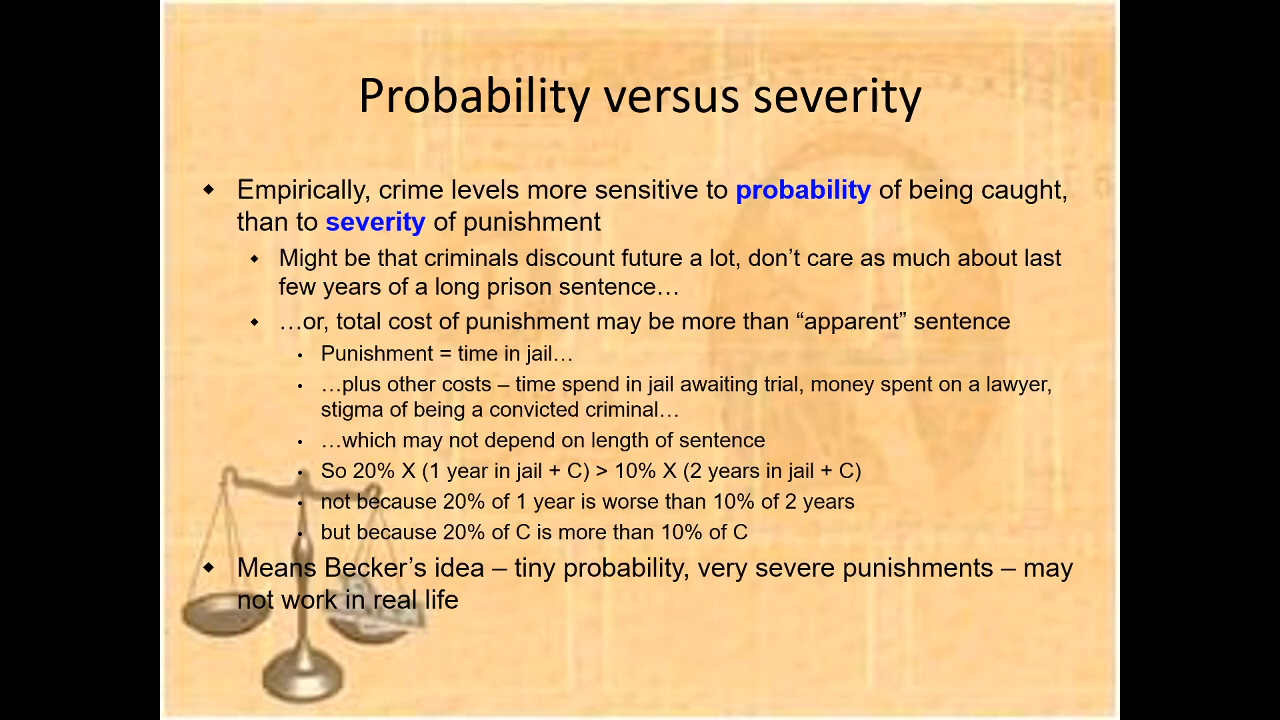 Probability versus severity
Empirically, crime levels more sensitive to probability of being caught,
than to severity of punishment
Might be that criminals discount future a lot, don’t care as much about last
few years of a long prison sentence…
…or, total cost of punishment may be more than “apparent” sentence
Punishment = time in jail…
…plus other costs – time spend in jail awaiting trial, money spent on a lawyer,
stigma of being a convicted criminal…
…which may not depend on length of sentence
So 20% X (1 year in jail + C) > 10% X (2 years in jail + C)
not because 20% of 1 year is worse than 10% of 2 years
but because 20% of C is more than 10% of C
Means Becker’s idea – tiny probability, very severe punishments – may
not work in real life